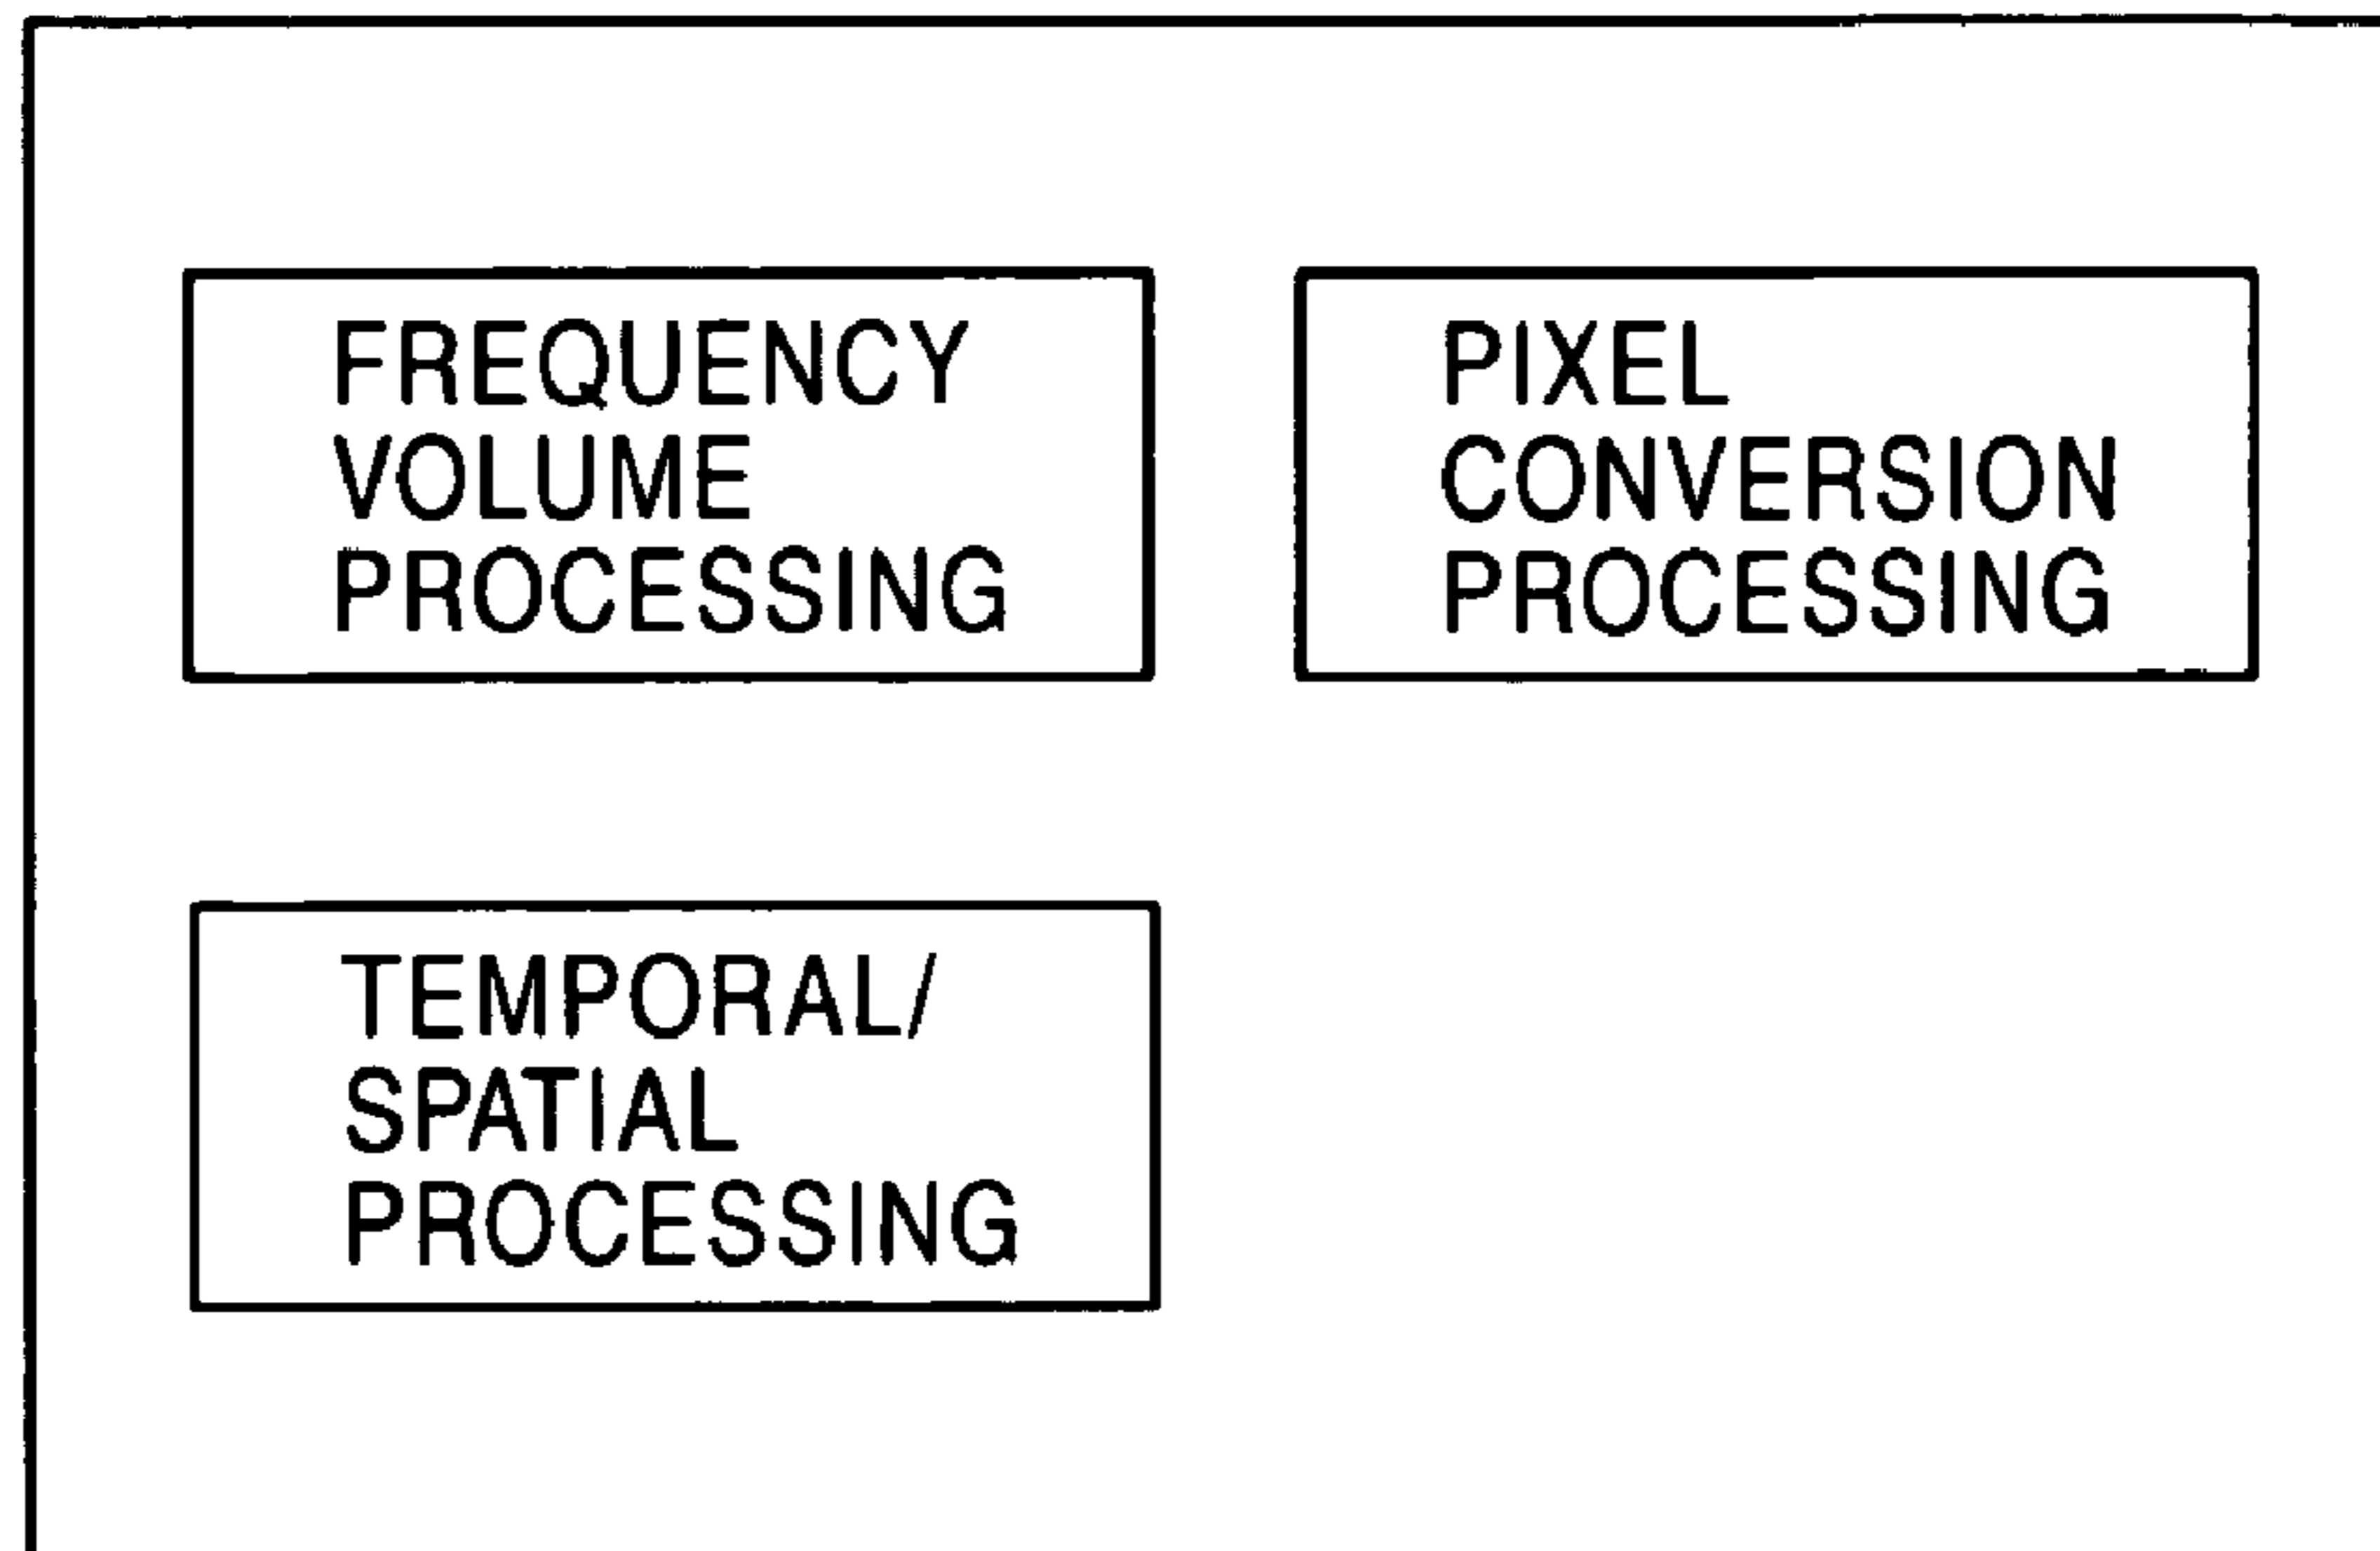 FREQUENCY
VOLUME
PROCESSING
PIXEL
CONVERSION
PROCESSING
TEMPORAL/
SPATIAL
PROCESSING